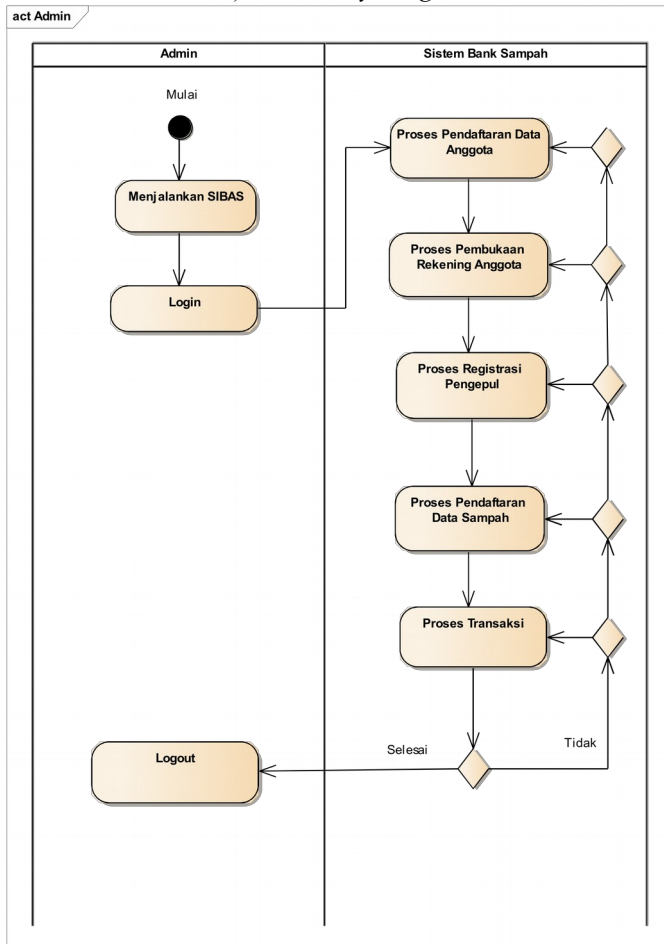 act Admin
Admin
Sistem Bank Sampah
Mulai
Menjalankan SIBAS
Login
Proses Pendaftaran Data
Anggota
Proses Pembukaan
Rekening Anggota
Proses Registrasi
Pengepul
Proses Pendaftaran
Data Sampah
Proses Transaksi
Selesai
Tidak
Logout